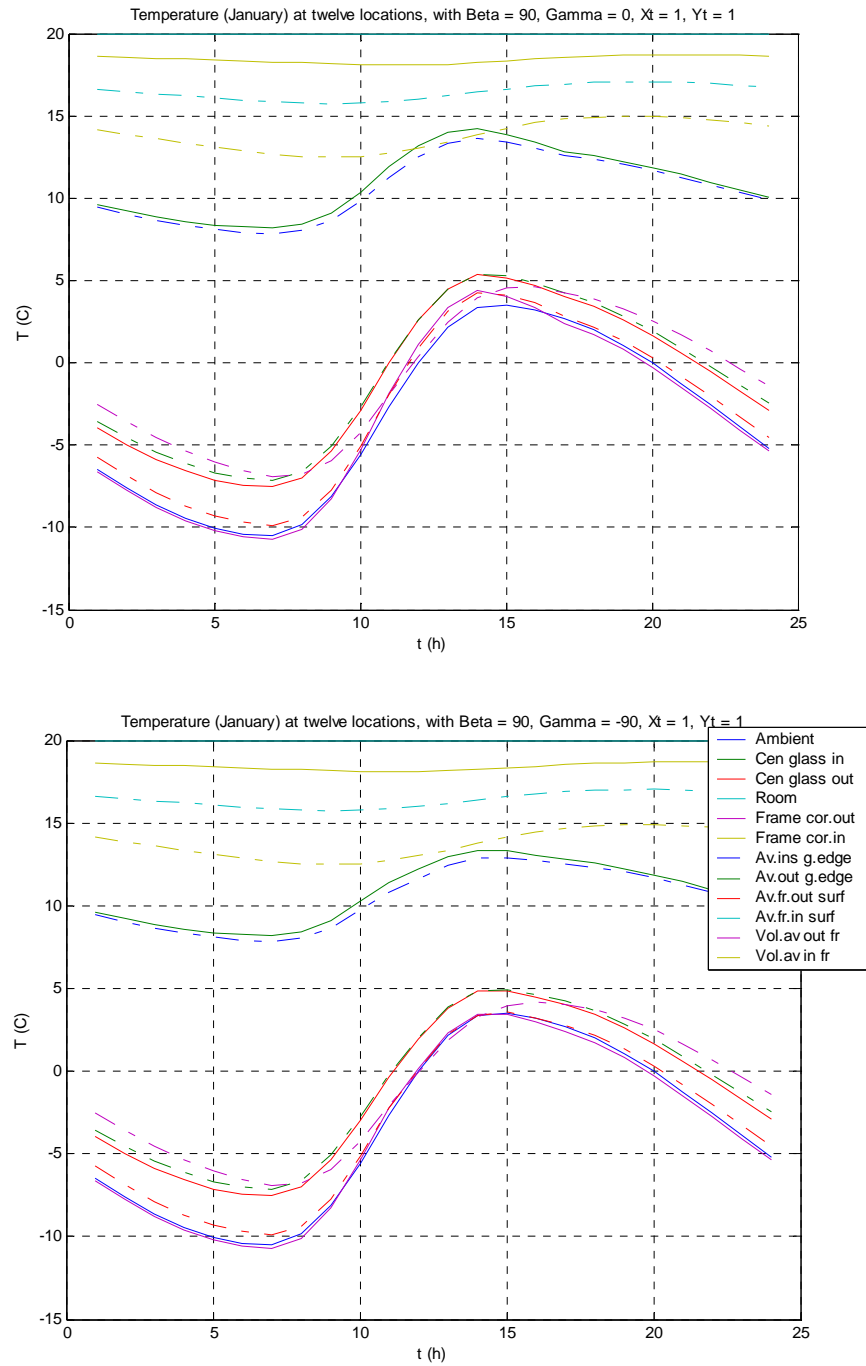 Temperature (January) at twelve locations, with Beta = 90, Gamma = 0, Xt = 1, Yt = 1
20
15
10
5
0
-5
-10
-15
T (C)
0 5 10 15 20 25
t (h)
Temperature (January) at twelve locations, with Beta = 90, Gamma = -90, Xt = 1, Yt = 1
20
15
10
5
0
-5
-10
-15
T (C)
Ambient
Cen glass in
Cen glass out
Room
Frame cor.out
Frame cor.in
Av.ins g.edge
Av.out g.edge
Av.fr.out surf
Av.fr.in surf
Vol.av out fr
Vol.av in fr
0 5 10 15 20 25
t (h)